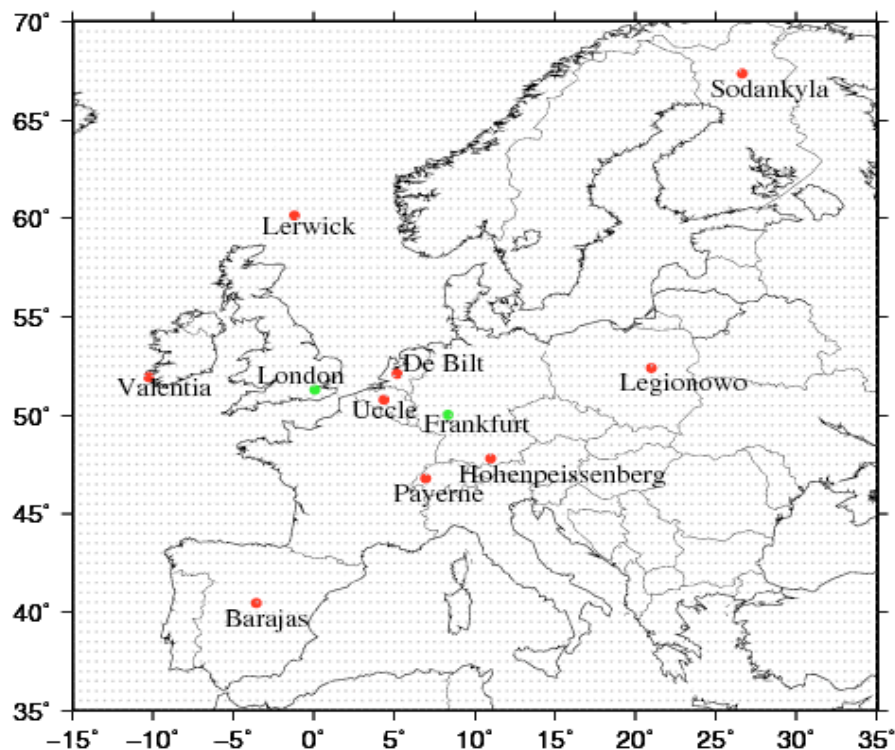 70°
65°
60°
55°
50°
45°
40°
35°
Sodankyla
Lerwick
De Bilt
London
Valentia
Legionowo
Uccle
Frankfurt
Hohenpeissenberg
Payerne
Barajas
−15°
−10°
−5°
0°
5°
10°
15°
20°
25°
30°
35°